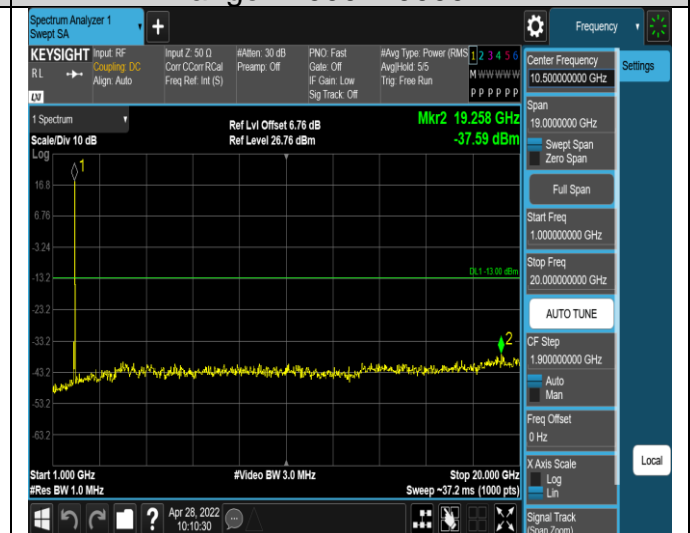 Spectrum Analyzer 1
Swept SA
+
Frequency
KEYSIGHT
RL
LXI
Input: RF
Coupling: DC
Align: Auto
Input Z: 50 Ω
Corr CCorr RCal
Freq Ref: Int (S)
#Atten: 30 dB
Preamp: Off
PNO: Fast
Gate: Off
IF Gain: Low
Sig Track: Off
#Avg Type: Power (RMS
Avg|Hold: 5/5
Trig: Free Run
1 2 3 4 5 6
M W W W W W
P P P P P P
1 Spectrum
Scale/Div 10 dB
Log
Ref Lvl Offset 6.76 dB
Ref Level 26.76 dBm
Mkr2 19.258 GHz
-37.59 dBm
1
16.8
6.76
-3.24
-13.2
DL1 -13.00 dBm
-23.2
-33.2
2
-43.2
-53.2
-63.2
Start 1.000 GHz
#Res BW 1.0 MHz
#Video BW 3.0 MHz
Stop 20.000 GHz
Sweep ~37.2 ms (1000 pts)
?
Apr 28, 2022
10:10:30
Center Frequency
10.500000000 GHz
Settings
Span
19.0000000 GHz
Swept Span
Zero Span
Full Span
Start Freq
1.000000000 GHz
Stop Freq
20.000000000 GHz
AUTO TUNE
CF Step
1.900000000 GHz
Auto
Man
Freq Offset
0 Hz
X Axis Scale
Log
Lin
Local
Signal Track
(Span Zoom)